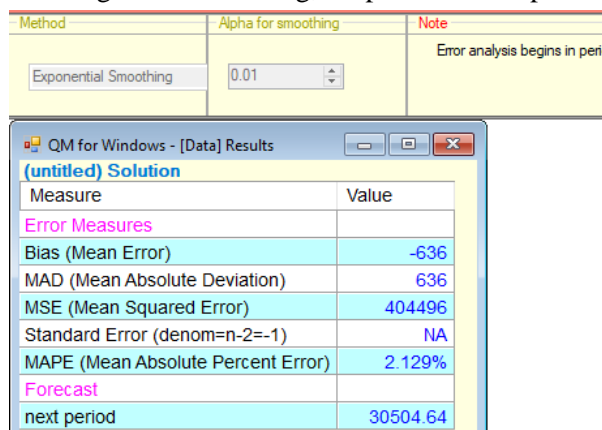 Method Alpha for smoothing Note
Error analysis begins in peri
Exponential Smoothing 0.01
QM for Windows - [Data] Results
(untitled) Solution
Measure Value
Error Measures
Bias (Mean Error) -636
MAD (Mean Absolute Deviation) 636
MSE (Mean Squared Error) 404496
Standard Error (denom=n-2=-1) NA
MAPE (Mean Absolute Percent Error) 2.129%
Forecast
next period 30504.64